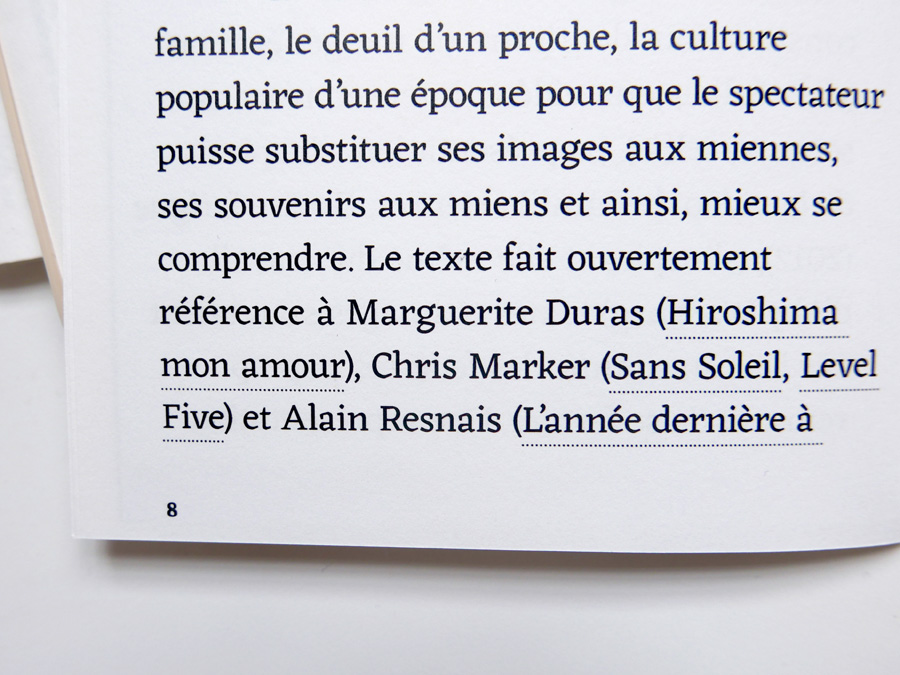 famille, le deuil d’un proche, la culture
populaire d’une époque pour que le spectateur
puisse substituer ses images aux miennes,
ses souvenirs aux miens et ainsi, mieux se
comprendre. Le texte fait ouvertement
référence à Marguerite Duras (Hiroshima
mon amour), Chris Marker (Sans Soleil, Level
Five) et Alain Resnais (L’année dernière à
8